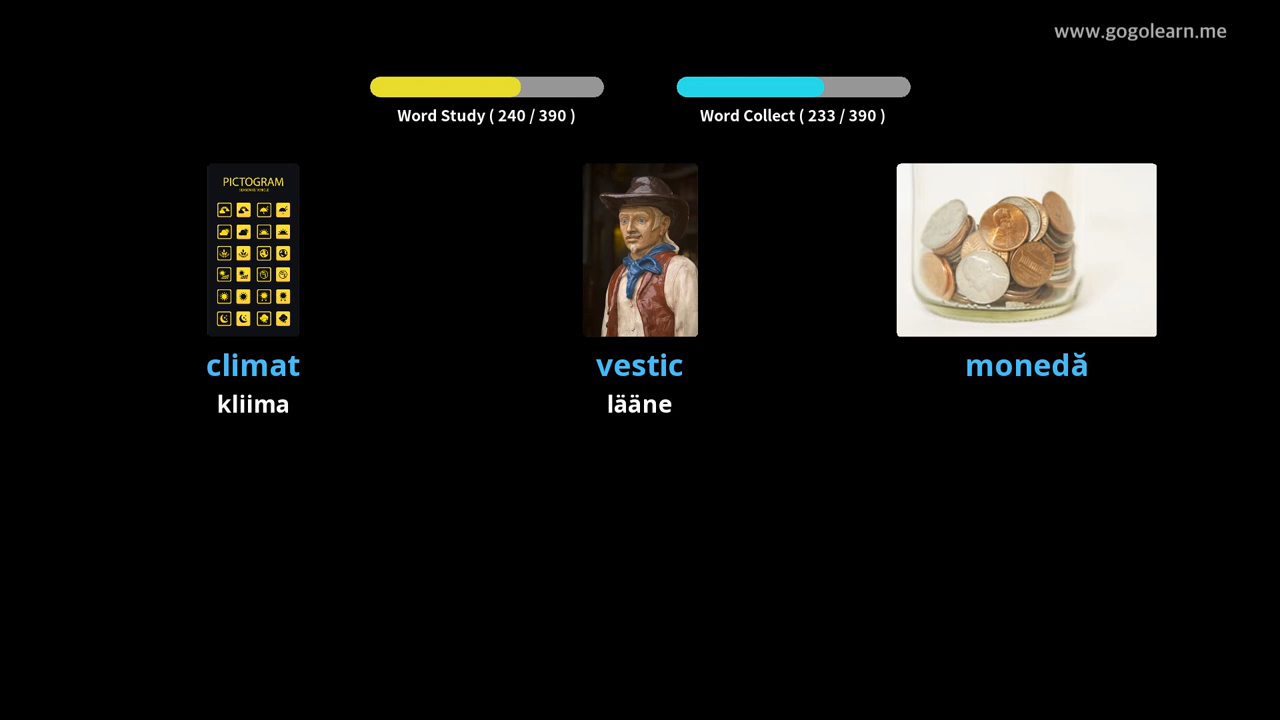 www.gogolearn.me
Word Study ( 240 / 390 )
Word Collect ( 233 / 390 )
PICTOGRAM
climat
vestic
monedă
kliima
lääne